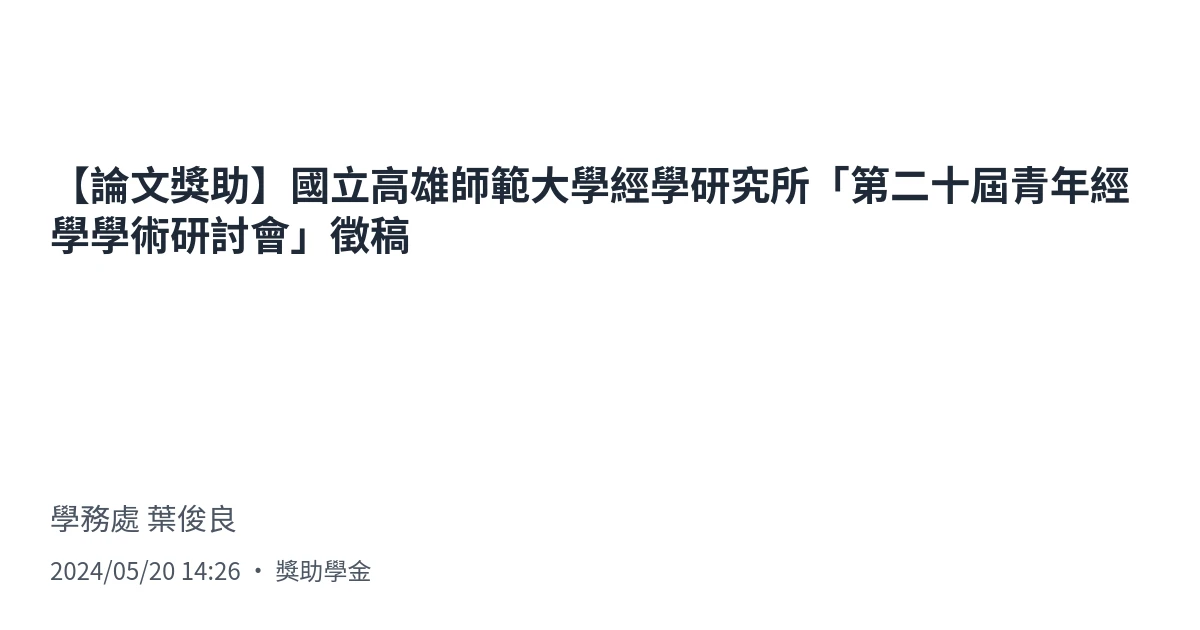 【論文獎助】國立高雄師範大學經學研究所「第二十屆青年經
學學術研討會」徵稿
學務處 葉俊良
2024/05/20 14:26 · 獎助學金